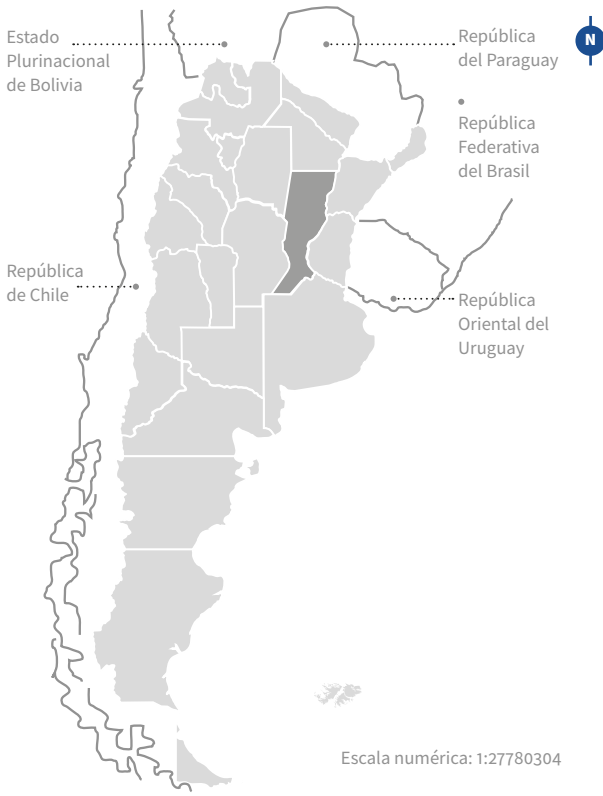 Estado
Plurinacional
de Bolivia
República
del Paraguay
N
República
Federativa
del Brasil
República
de Chile
República
Oriental del
Uruguay
Escala numérica: 1:27780304